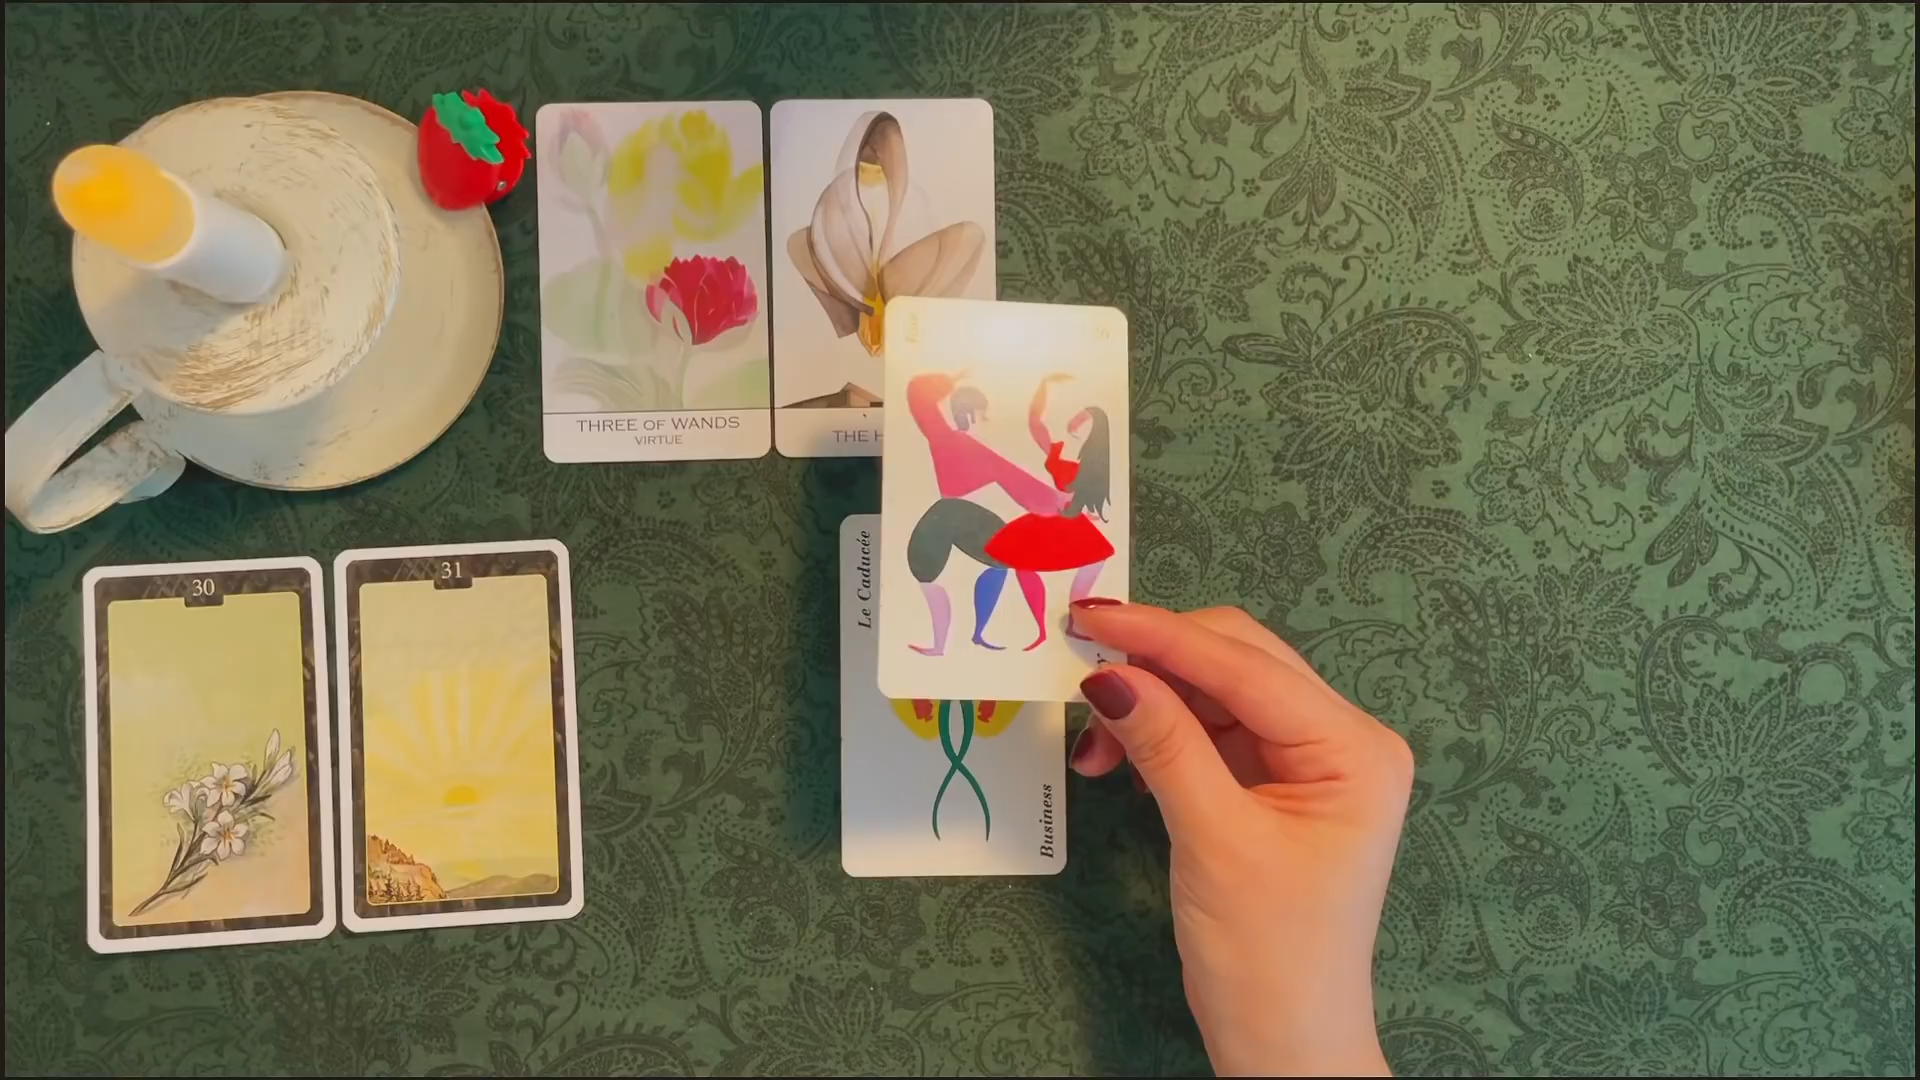 THREE OF WANDS
VIRTUE
THE H
30
31
Le Caducée
Business